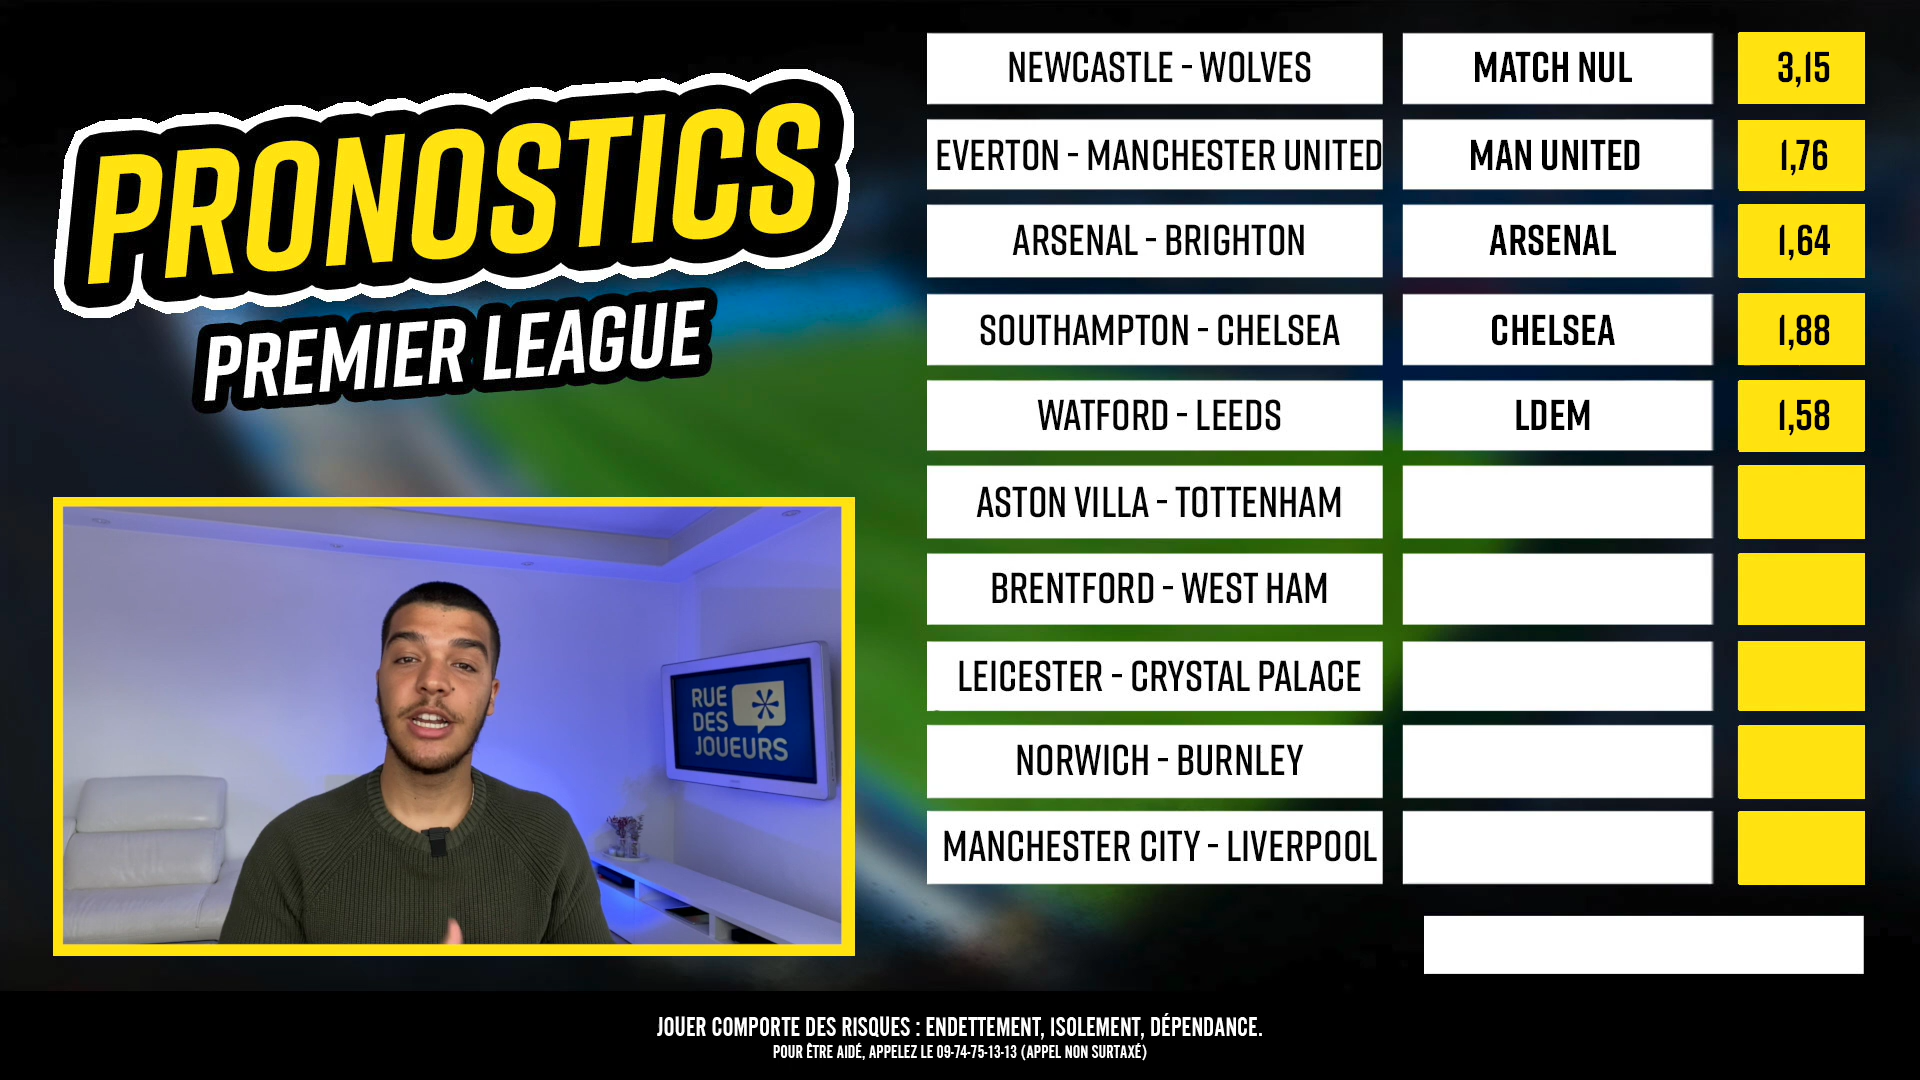 PRONOSTICS
PREMIER LEAGUE
NEWCASTLE - WOLVES MATCH NUL 3,15
EVERTON - MANCHESTER UNITED MAN UNITED 1,76
ARSENAL - BRIGHTON ARSENAL 1,64
SOUTHAMPTON - CHELSEA CHELSEA 1,88
WATFORD - LEEDS LDEM 1,58
ASTON VILLA - TOTTENHAM
BRENTFORD - WEST HAM
LEICESTER - CRYSTAL PALACE
NORWICH - BURNLEY
MANCHESTER CITY - LIVERPOOL
RUE
DES
JOUEURS
JOUER COMPORTE DES RISQUES : ENDETTEMENT, ISOLEMENT, DÉPENDANCE.
POUR ÊTRE AIDÉ, APPELEZ LE 09-74-75-13-13 (APPEL NON SURTAXÉ)